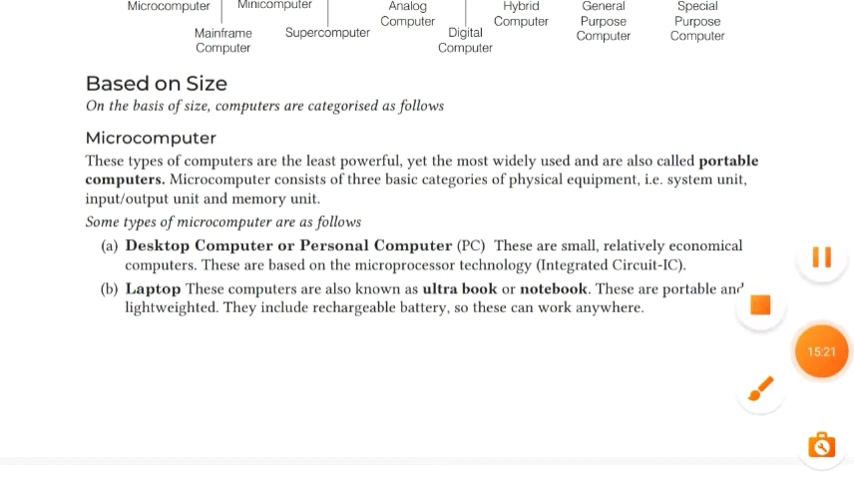 Microcomputer
Minicomputer
Analog
Computer
Hybrid
Computer
General
Purpose
Computer
Special
Purpose
Computer
Mainframe
Computer
Supercomputer
Digital
Computer
Based on Size
On the basis of size, computers are categorised as follows
Microcomputer
These types of computers are the least powerful, yet the most widely used and are also called portable
computers. Microcomputer consists of three basic categories of physical equipment, i.e. system unit,
input/output unit and memory unit.
Some types of microcomputer are as follows
(a) Desktop Computer or Personal Computer (PC) These are small, relatively economical
computers. These are based on the microprocessor technology (Integrated Circuit-IC).
(b) Laptop These computers are also known as ultra book or notebook. These are portable and
lightweighted. They include rechargeable battery, so these can work anywhere.
15:21